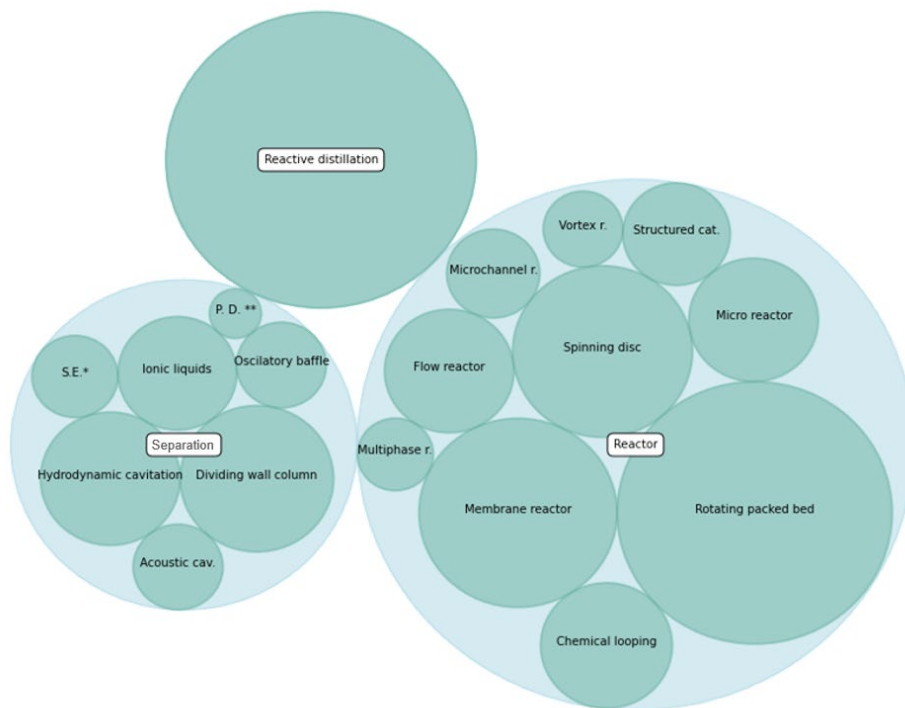 Reactive distillation
Vortex r.
Structured cat.
Microchannel r.
P. D. **
Micro reactor
Spinning disc
Oscilatory baffle
Ionic liquids
S.E.*
Flow reactor
Separation
Reactor
Multiphase r.
Hydrodynamic cavitation
Dividing wall column
Membrane reactor
Rotating packed bed
Acoustic cav.
Chemical looping